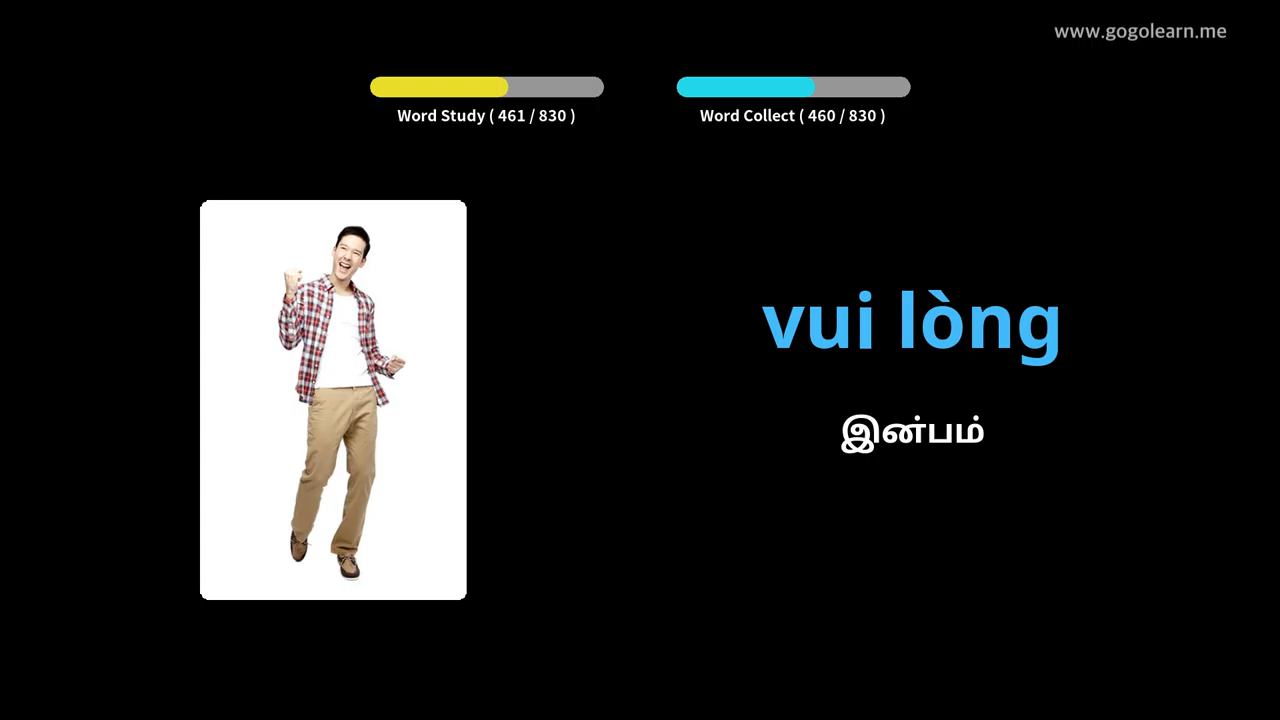 www.gogolearn.me
Word Study ( 461 / 830 )
Word Collect ( 460 / 830 )
vui lòng
இன்பம்